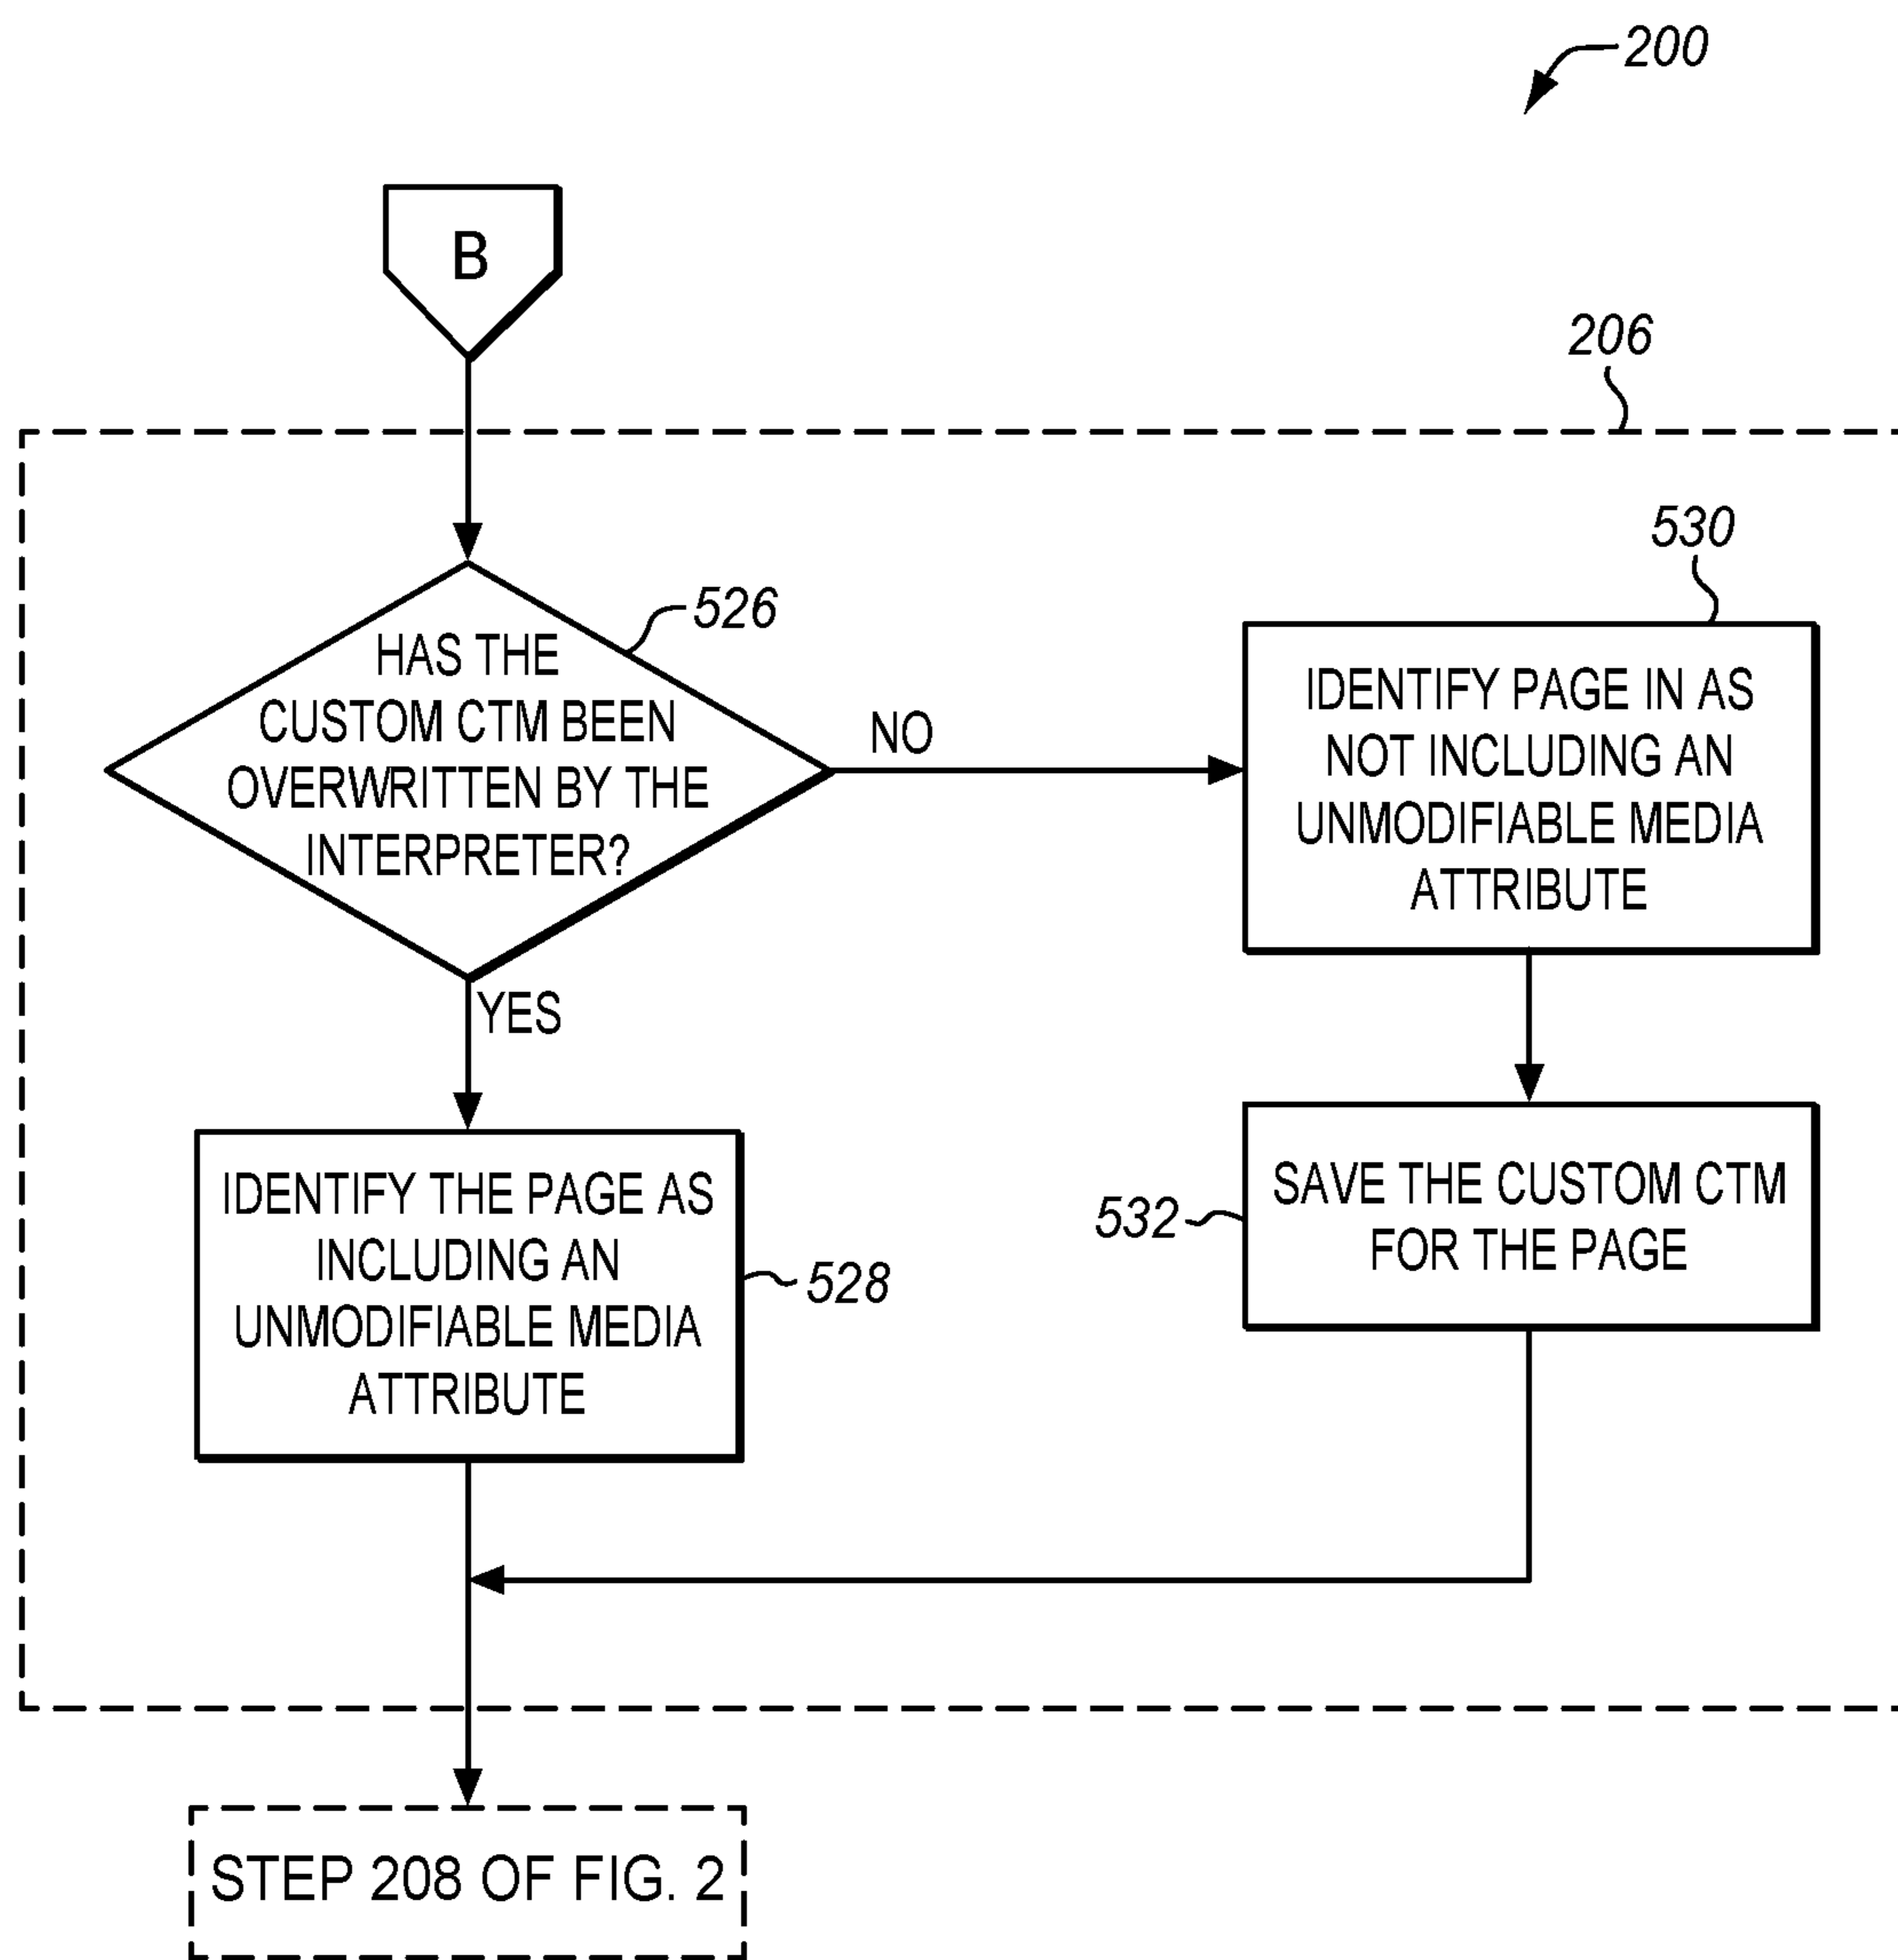 200
B
206
526
HAS THE
CUSTOM CTM BEEN
OVERWRITTEN BY THE
INTERPRETER?
NO
YES
530
IDENTIFY PAGE IN AS
NOT INCLUDING AN
UNMODIFIABLE MEDIA
ATTRIBUTE
532
SAVE THE CUSTOM CTM
FOR THE PAGE
IDENTIFY THE PAGE AS
INCLUDING AN
UNMODIFIABLE MEDIA
ATTRIBUTE
528
STEP 208 OF FIG. 2